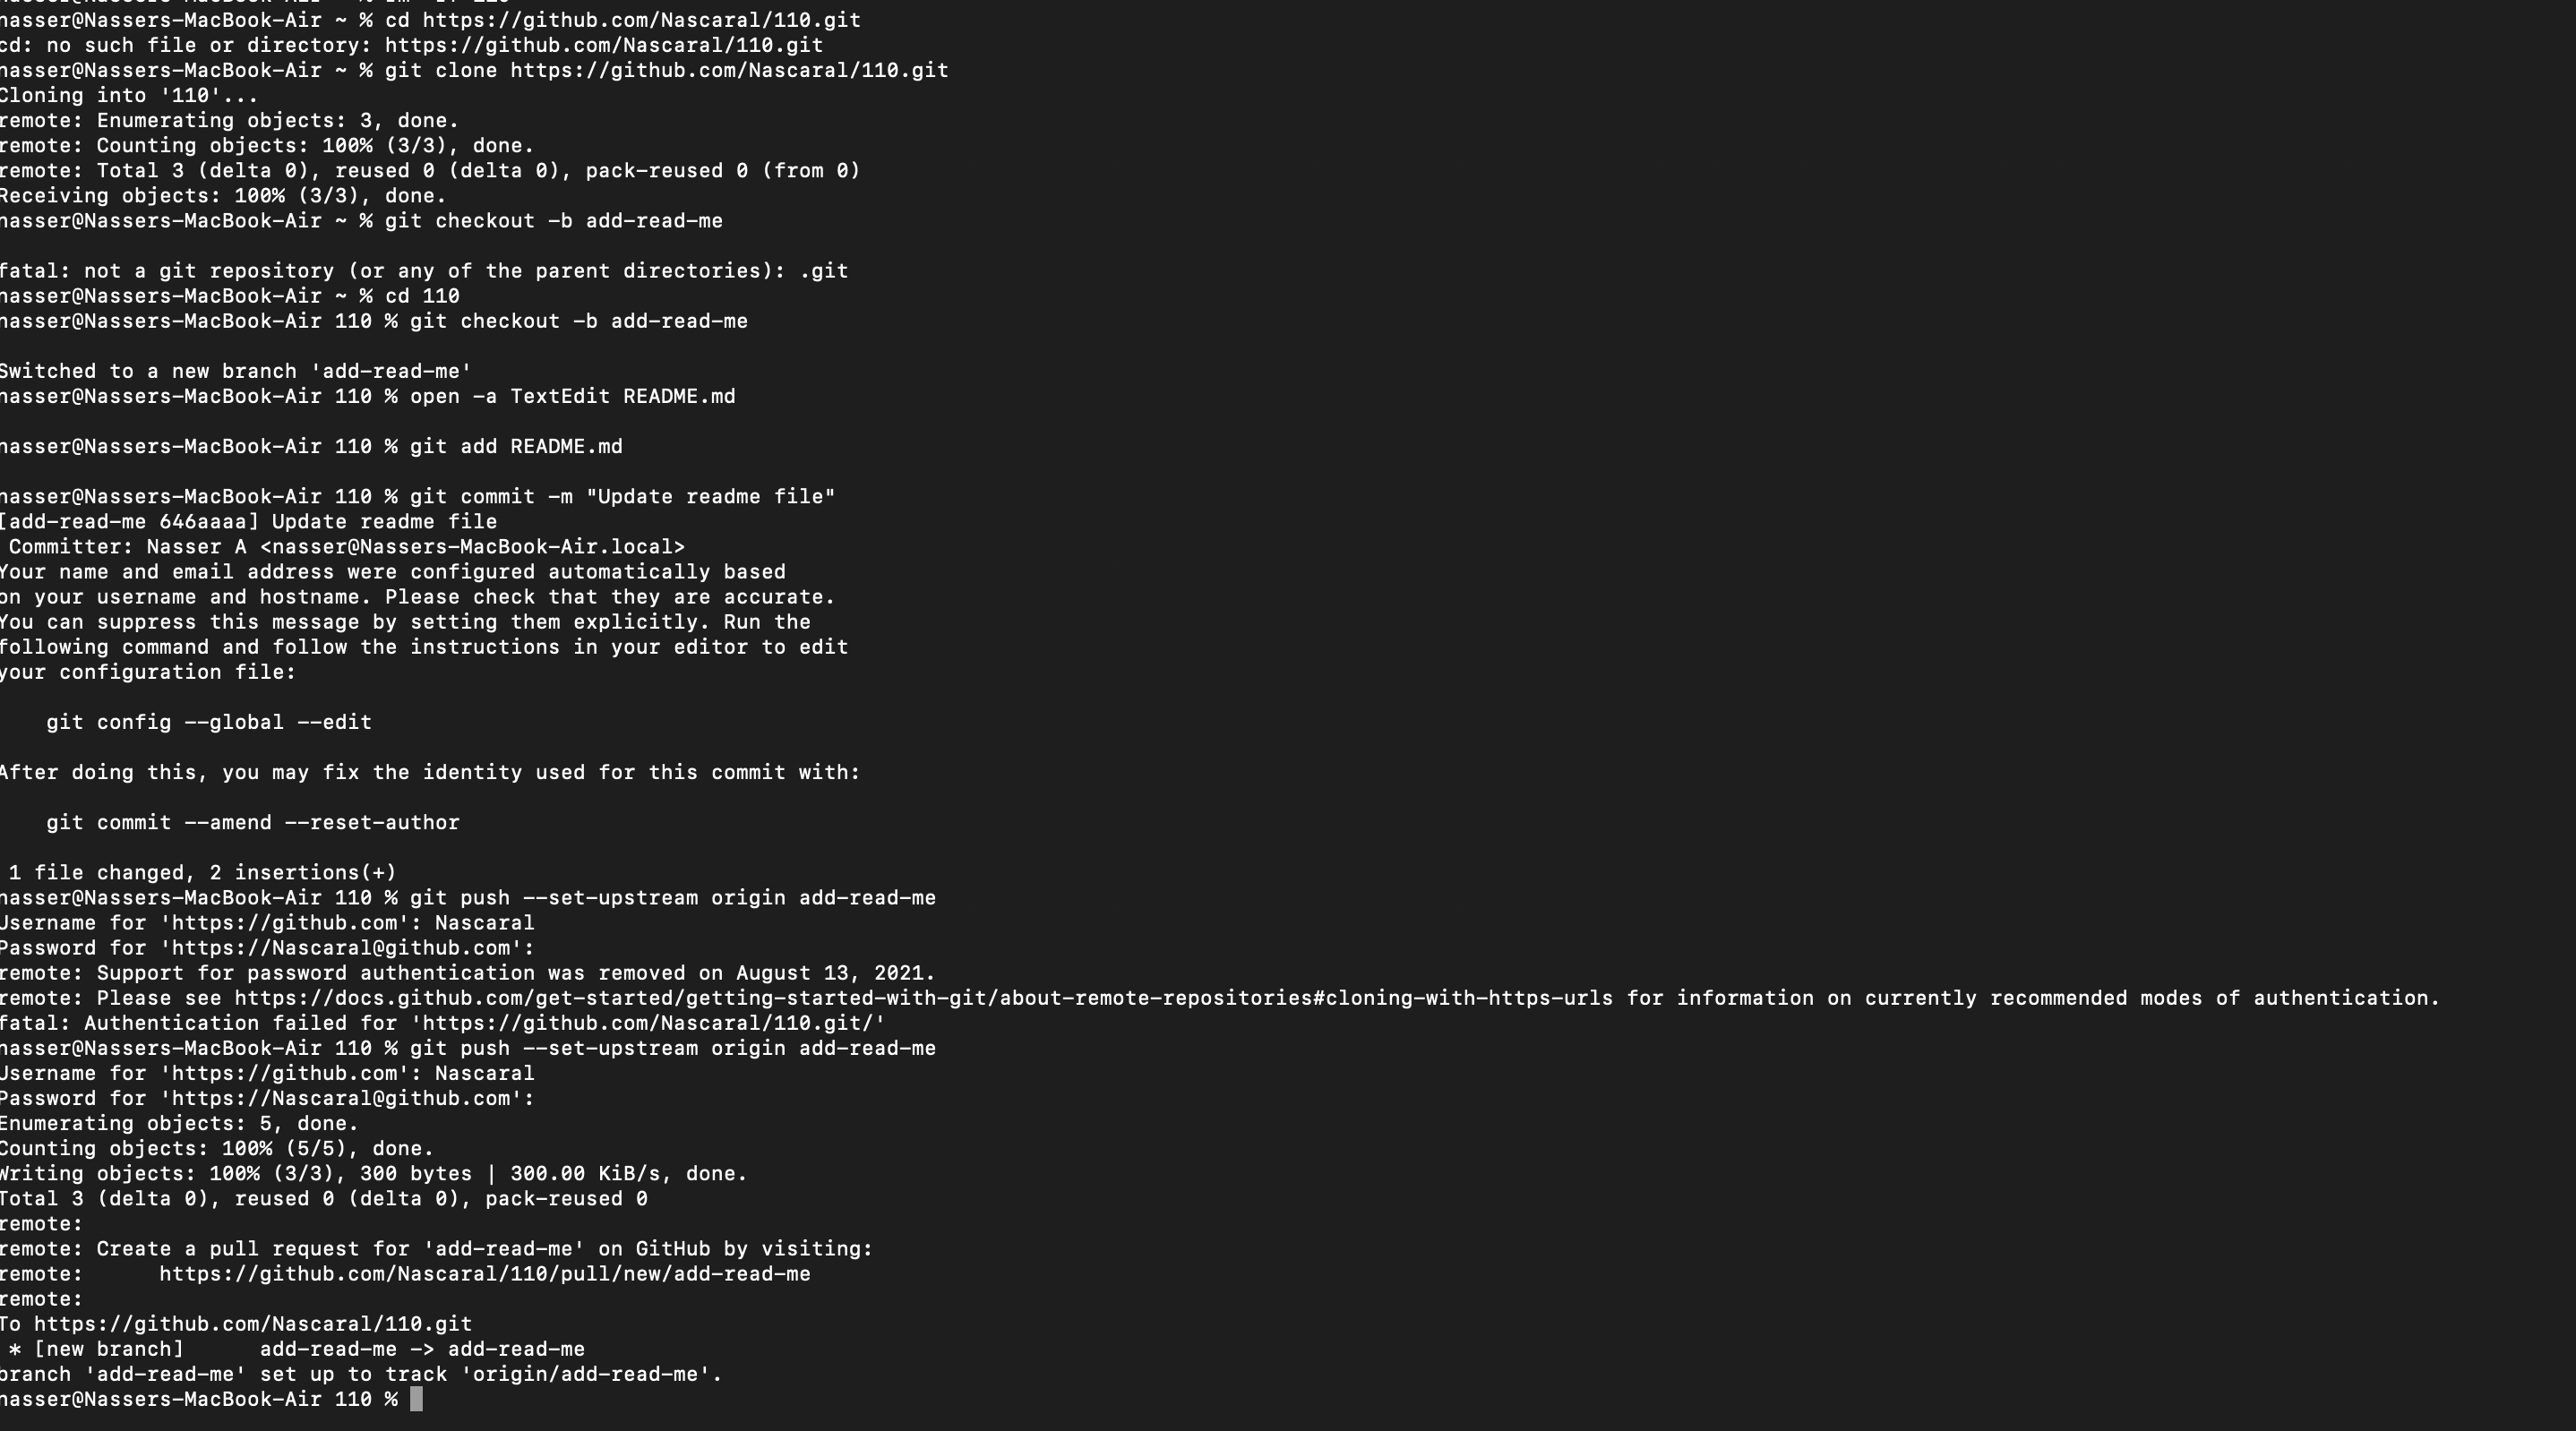 nasser@Nassers-MacBook-Air ~ % cd https://github.com/Nascaral/110.git
cd: no such file or directory: https://github.com/Nascaral/110.git
nasser@Nassers-MacBook-Air ~ % git clone https://github.com/Nascaral/110.git
Cloning into '110'...
remote: Enumerating objects: 3, done.
remote: Counting objects: 100% (3/3), done.
remote: Total 3 (delta 0), reused 0 (delta 0), pack-reused 0 (from 0)
Receiving objects: 100% (3/3), done.
nasser@Nassers-MacBook-Air ~ % git checkout -b add-read-me
fatal: not a git repository (or any of the parent directories): .git
nasser@Nassers-MacBook-Air ~ % cd 110
nasser@Nassers-MacBook-Air 110 % git checkout -b add-read-me
Switched to a new branch 'add-read-me'
nasser@Nassers-MacBook-Air 110 % open -a TextEdit README.md
nasser@Nassers-MacBook-Air 110 % git add README.md
nasser@Nassers-MacBook-Air 110 % git commit -m "Update readme file"
[add-read-me 646aaaa] Update readme file
Committer: Nasser A <nasser@Nassers-MacBook-Air.local>
Your name and email address were configured automatically based
on your username and hostname. Please check that they are accurate.
You can suppress this message by setting them explicitly. Run the
following command and follow the instructions in your editor to edit
your configuration file:
git config --global --edit
After doing this, you may fix the identity used for this commit with:
git commit --amend --reset-author
1 file changed, 2 insertions(+)
nasser@Nassers-MacBook-Air 110 % git push --set-upstream origin add-read-me
Username for 'https://github.com': Nascaral
Password for 'https://Nascaral@github.com':
remote: Support for password authentication was removed on August 13, 2021.
remote: Please see https://docs.github.com/get-started/getting-started-with-git/about-remote-repositories#cloning-with-https-urls for information on currently recommended modes of authentication.
fatal: Authentication failed for 'https://github.com/Nascaral/110.git/'
nasser@Nassers-MacBook-Air 110 % git push --set-upstream origin add-read-me
Username for 'https://github.com': Nascaral
Password for 'https://Nascaral@github.com':
Enumerating objects: 5, done.
Counting objects: 100% (5/5), done.
Writing objects: 100% (3/3), 300 bytes | 300.00 KiB/s, done.
Total 3 (delta 0), reused 0 (delta 0), pack-reused 0
remote:
remote: Create a pull request for 'add-read-me' on GitHub by visiting:
remote:      https://github.com/Nascaral/110/pull/new/add-read-me
remote:
To https://github.com/Nascaral/110.git
* [new branch]      add-read-me -> add-read-me
branch 'add-read-me' set up to track 'origin/add-read-me'.
nasser@Nassers-MacBook-Air 110 %